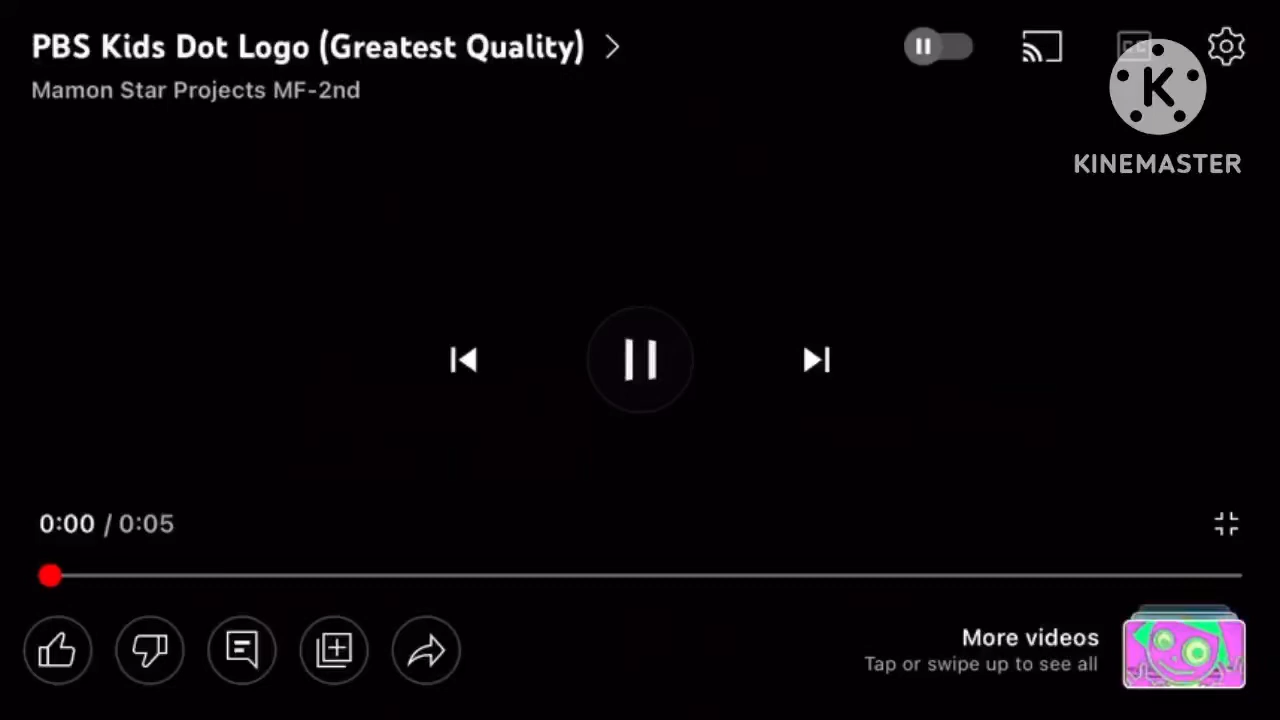 PBS Kids Dot Logo (Greatest Quality)
Mamon Star Projects MF-2nd
CC
K
KINEMASTER
0:00 / 0:05
More videos
Tap or swipe up to see all